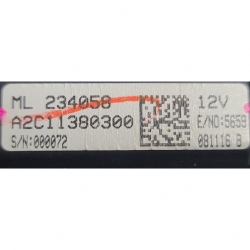 ML 234058 12V
A2C11380300 E/NO:5659
S/N:000072 081116 B